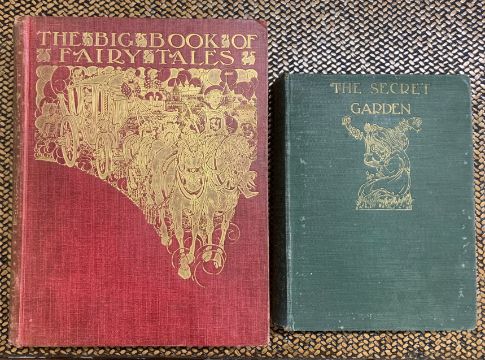 THE BIG BOOK OF
FAIRY TALES
THE SECRET
GARDEN